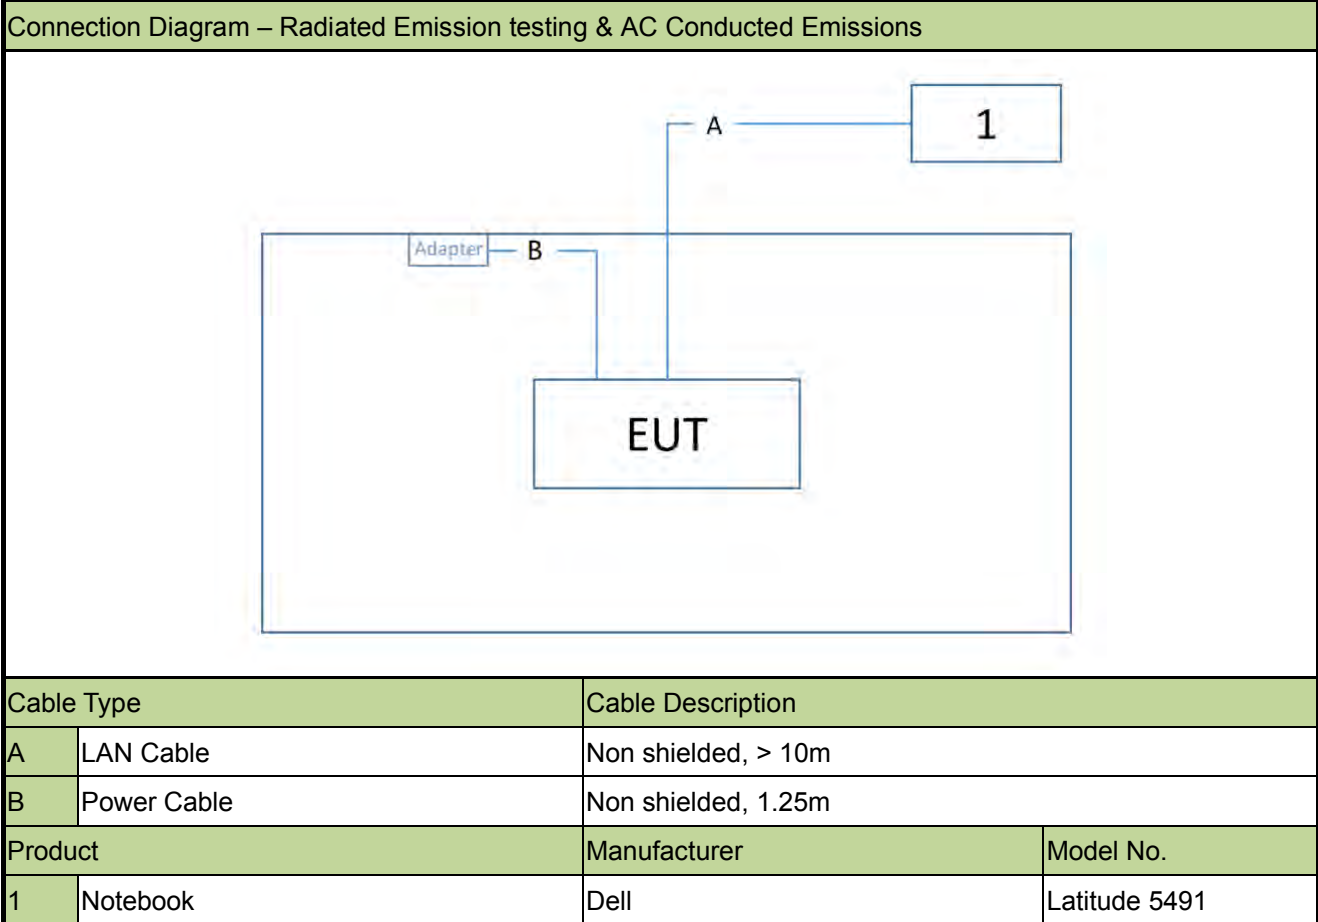 Connection Diagram – Radiated Emission testing & AC Conducted Emissions
A
1
Adapter
B
EUT
Cable Type Cable Description
A LAN Cable Non shielded, > 10m
B Power Cable Non shielded, 1.25m
Product Manufacturer Model No.
1 Notebook Dell Latitude 5491